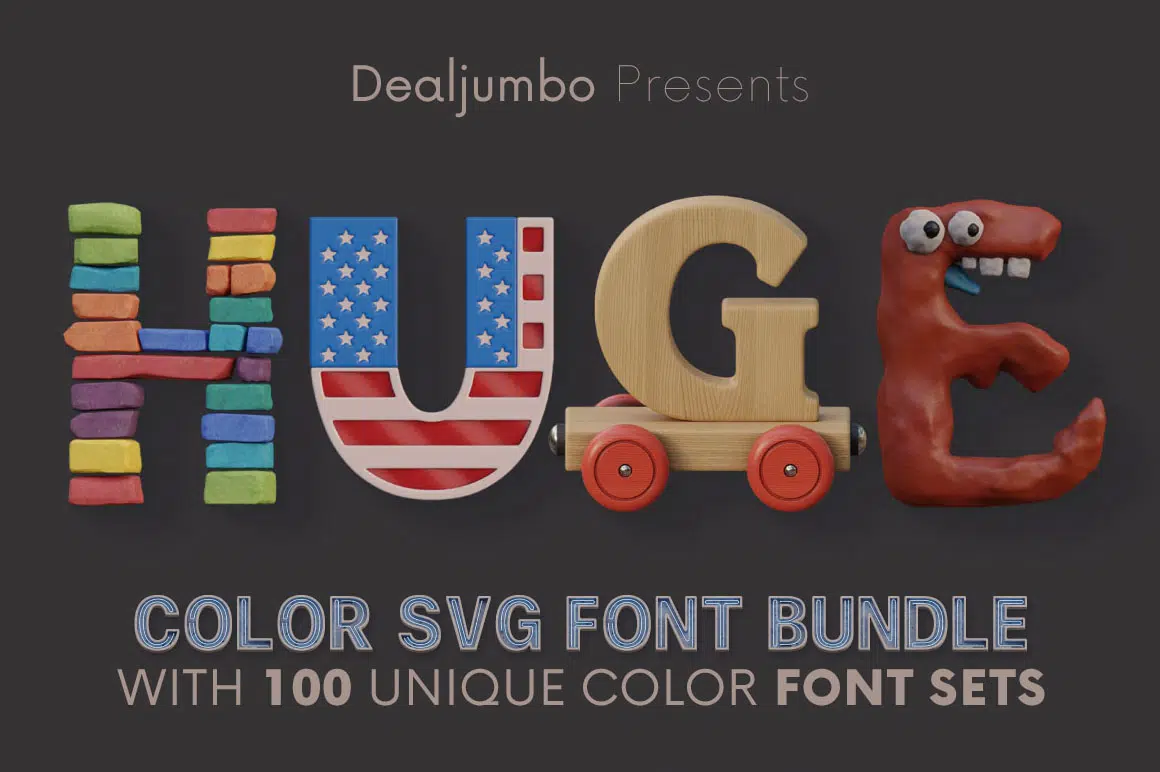 Dealjumbo Presents
HUGE
COLOR SVG FONT BUNDLE
WITH 100 UNIQUE COLOR FONT SETS